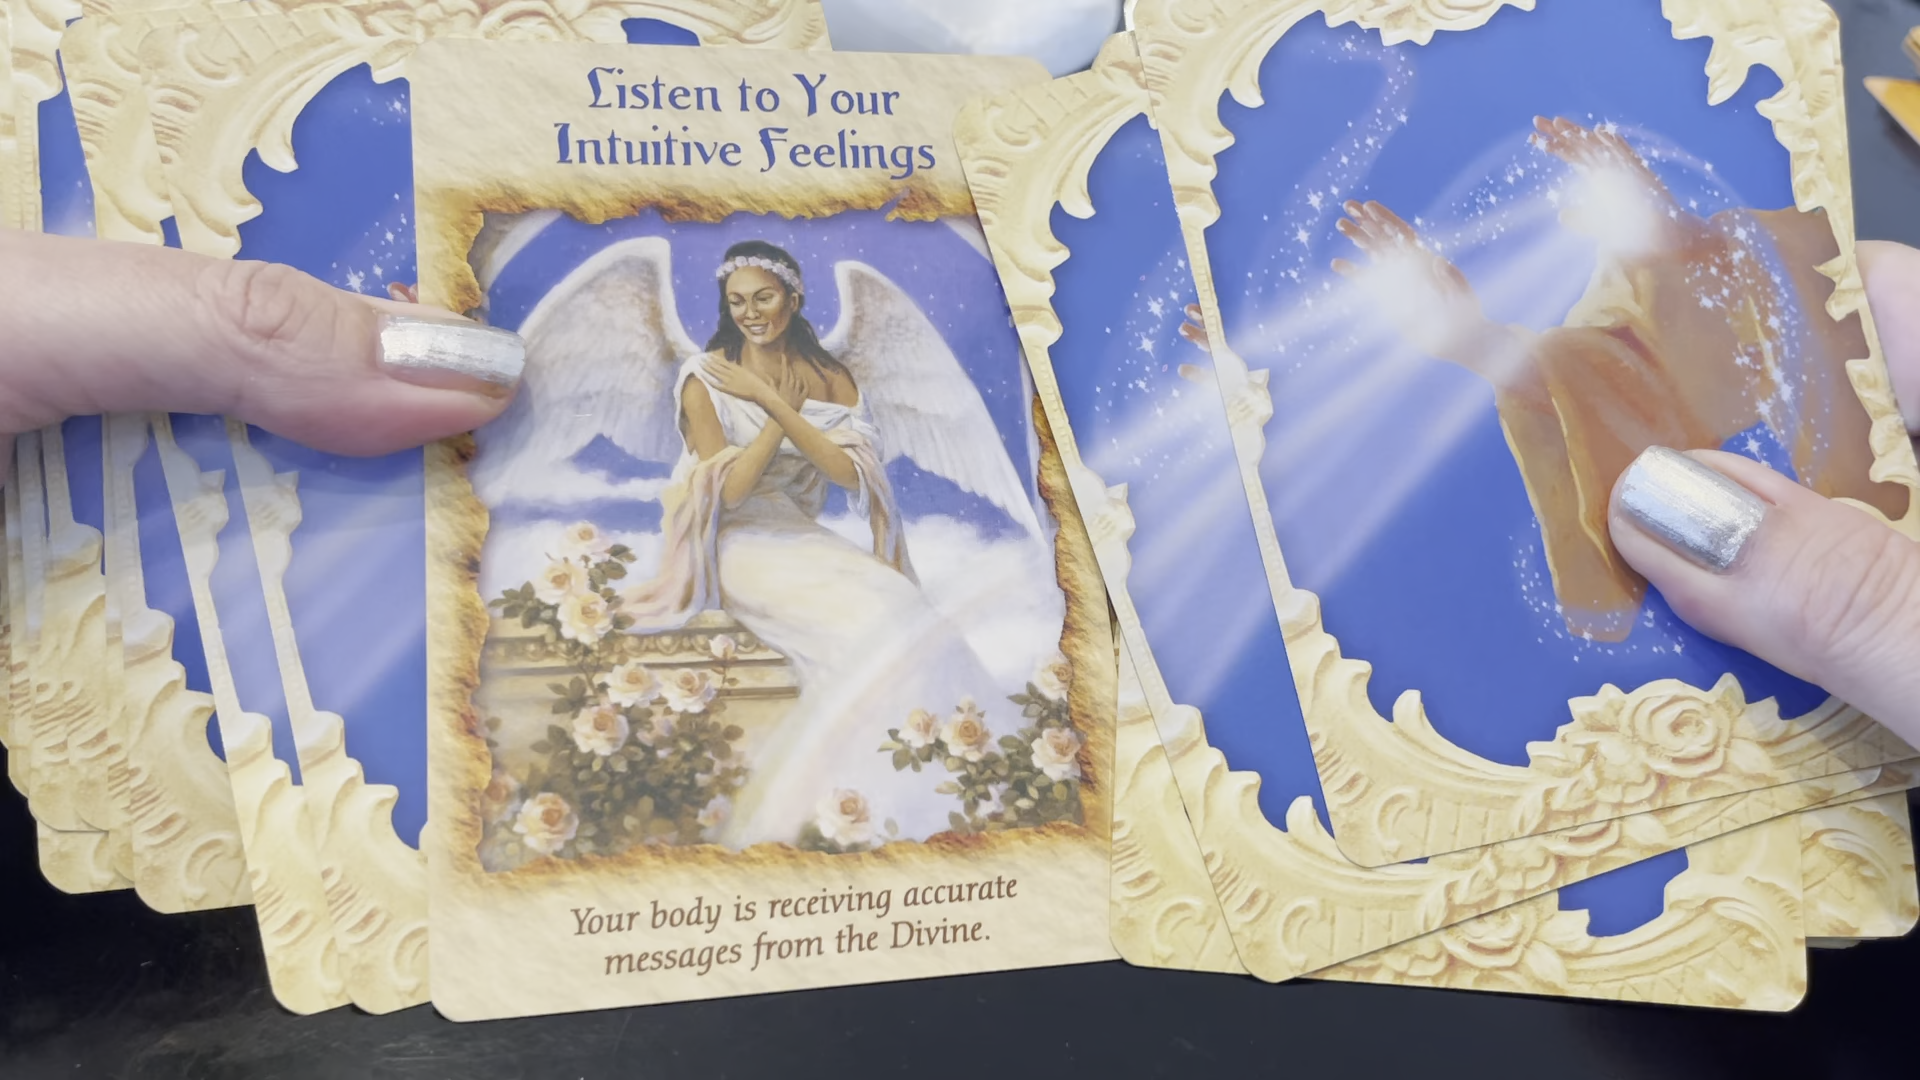 Listen to Your
Intuitive Feelings
Your body is receiving accurate
messages from the Divine.